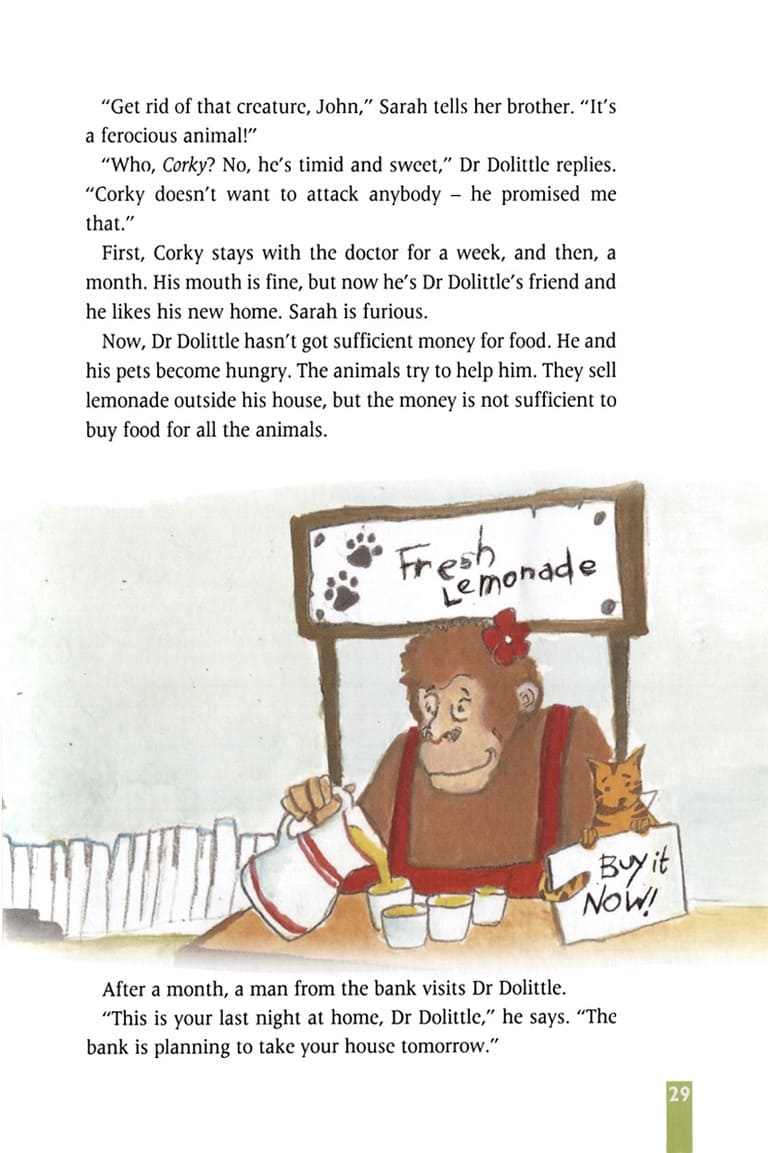 “Get rid of that creature, John,” Sarah tells her brother. “It’s
a ferocious animal!”
“Who, Corky? No, he’s timid and sweet,” Dr Dolittle replies.
“Corky doesn’t want to attack anybody – he promised me
that.”
First, Corky stays with the doctor for a week, and then, a
month. His mouth is fine, but now he’s Dr Dolittle’s friend and
he likes his new home. Sarah is furious.
Now, Dr Dolittle hasn’t got sufficient money for food. He and
his pets become hungry. The animals try to help him. They sell
lemonade outside his house, but the money is not sufficient to
buy food for all the animals.
Fresh
Lemonade
Buy it
Now!
After a month, a man from the bank visits Dr Dolittle.
“This is your last night at home, Dr Dolittle,” he says. “The
bank is planning to take your house tomorrow.”
29